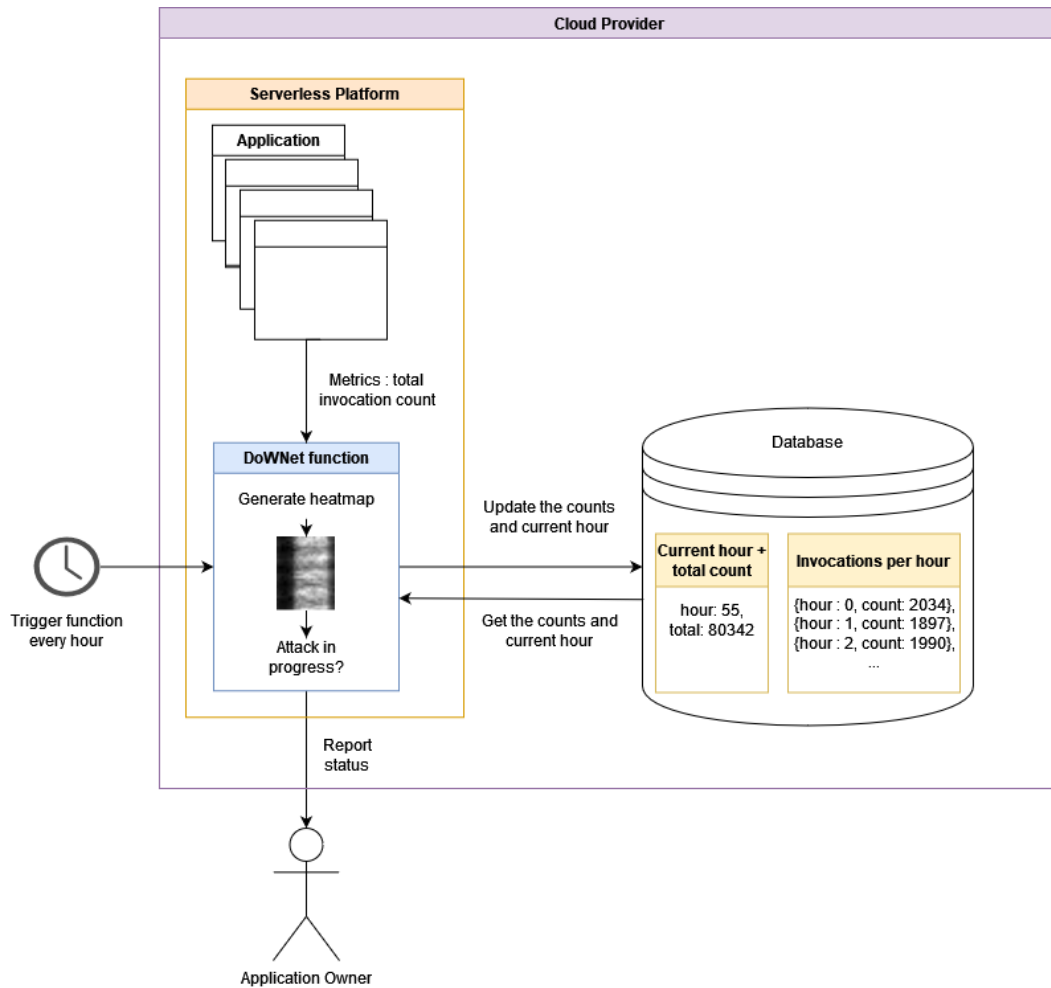 Cloud Provider
Serverless Platform
Application
Metrics : total
invocation count
DoWNet function
Generate heatmap
Attack in
progress?
Trigger function
every hour
Update the counts
and current hour
Get the counts and
current hour
Database
Current hour +
total count
hour: 55,
total: 80342
Invocations per hour
{hour : 0, count: 2034},
{hour : 1, count: 1897},
{hour : 2, count: 1990},
...
Report
status
Application Owner